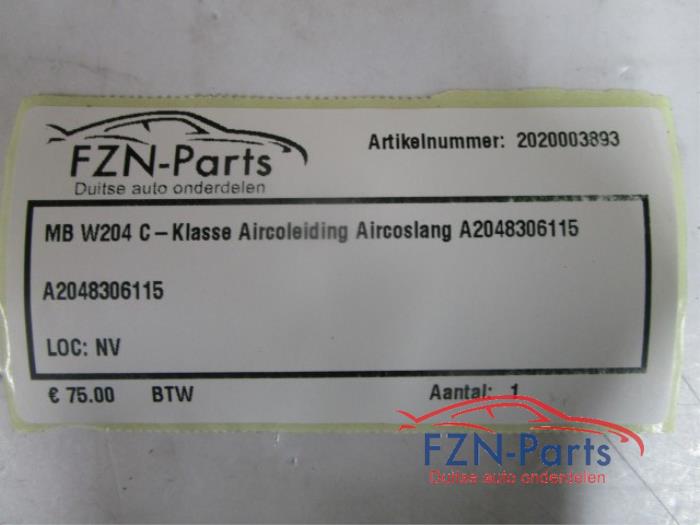 FZN-Parts
Duitse auto onderdelen
Artikelnummer: 2020003893
MB W204 C-Klasse Aircoleiding Aircoslang A2048306115
A2048306115
LOC: NV
€ 75.00 BTW Aantal: 1
FZN-Parts
Duitse auto onderdelen